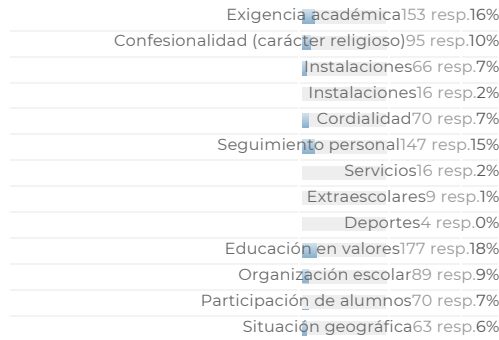 Exigencia académica153 resp.16%
Confesionalidad (carácter religioso)95 resp.10%
Instalaciones66 resp.7%
Instalaciones16 resp.2%
Cordialidad70 resp.7%
Seguimiento personal147 resp.15%
Servicios16 resp.2%
Extraescolares9 resp.1%
Deportes4 resp.0%
Educación en valores177 resp.18%
Organización escolar89 resp.9%
Participación de alumnos70 resp.7%
Situación geográfica63 resp.6%